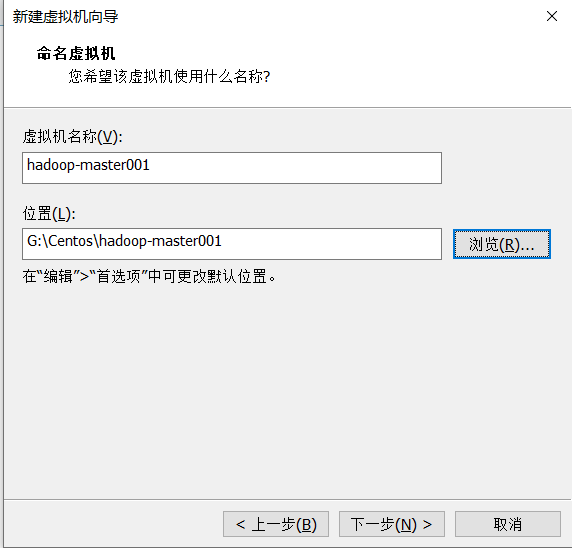 新建虚拟机向导
命名虚拟机
您希望该虚拟机使用什么名称?
虚拟机名称(V):
hadoop-master001
位置(L):
G:\Centos\hadoop-master001
浏览(R)...
在“编辑”>“首选项”中可更改默认位置。
< 上一步(B)
下一步(N) >
取消